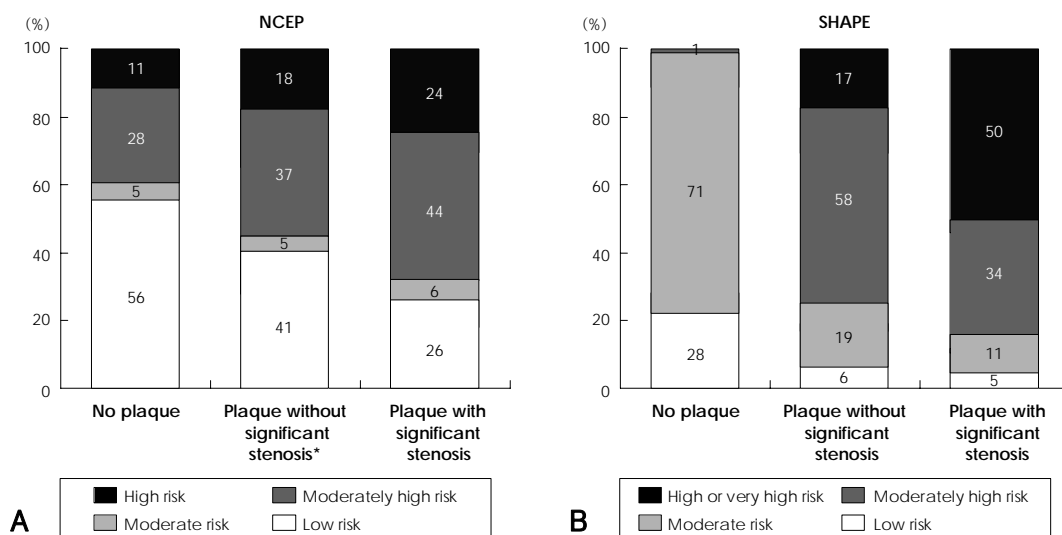 NCEP
(%)
100
80
60
40
20
0
11
28
5
56
18
37
5
41
24
44
6
26
No plaque
Plaque without
significant
stenosis*
Plaque with
significant
stenosis
A
High risk
Moderately high risk
Moderate risk
Low risk
SHAPE
(%)
100
80
60
40
20
0
1
71
28
17
58
19
6
50
34
11
5
No plaque
Plaque without
significant
stenosis
Plaque with
significant
stenosis
B
High or very high risk
Moderately high risk
Moderate risk
Low risk